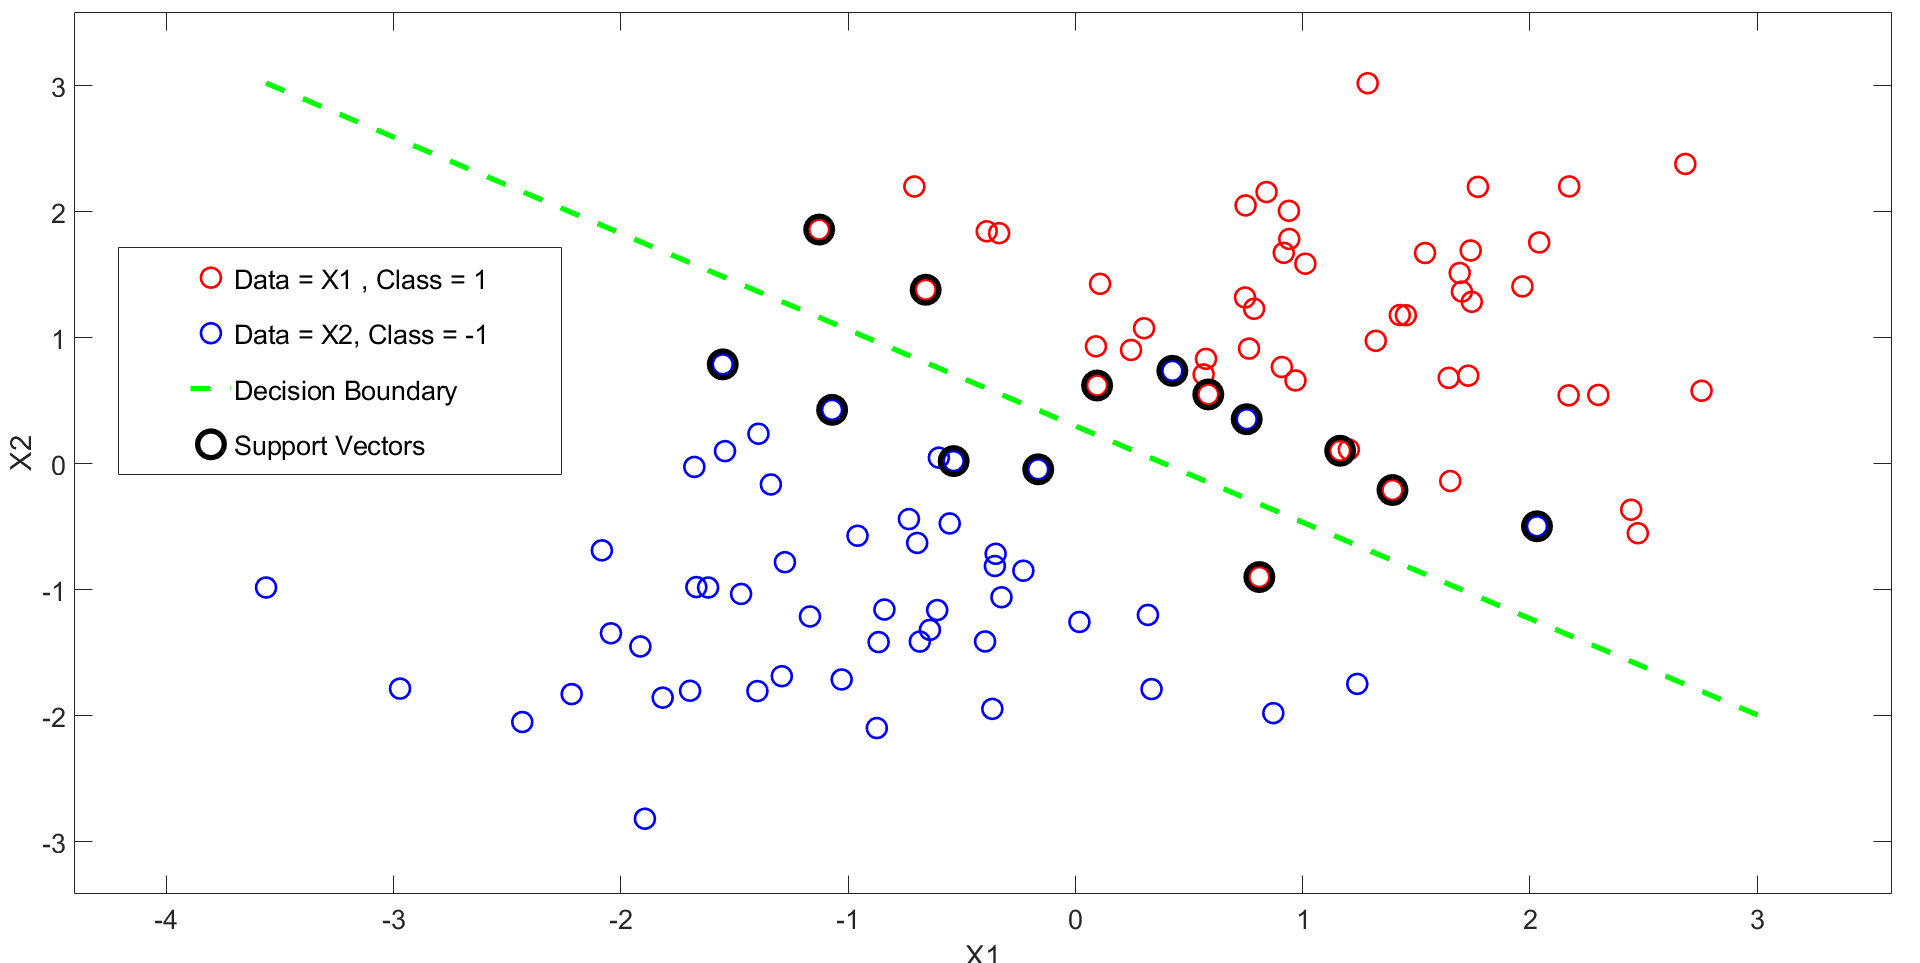 3
2
1
0
-1
-2
-3
X2
Data = X1 , Class = 1
Data = X2, Class = -1
Decision Boundary
Support Vectors
-4 -3 -2 -1 0 1 2 3
X1